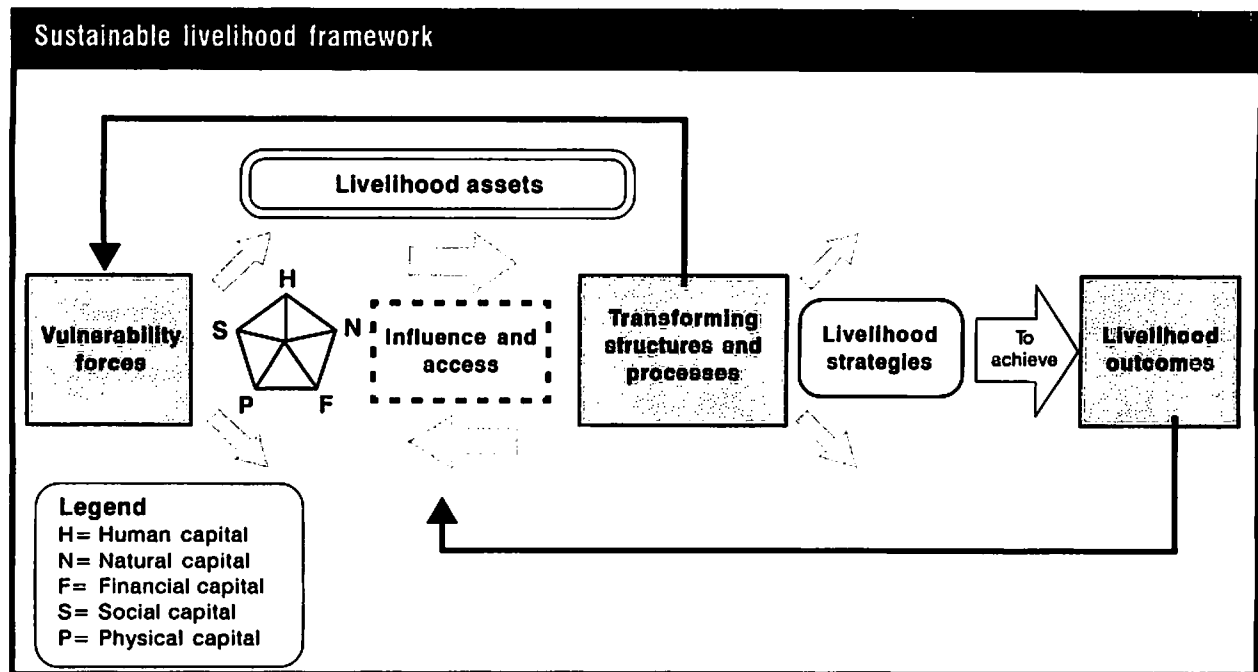 Sustainable livelihood framework
Livelihood assets
H
S
N
P
F
Vulnerability
forces
Influence and
access
Transforming
structures and
processes
Livelihood
strategies
To
achieve
Livelihood
outcomes
Legend
H= Human capital
N= Natural capital
F= Financial capital
S= Social capital
P= Physical capital